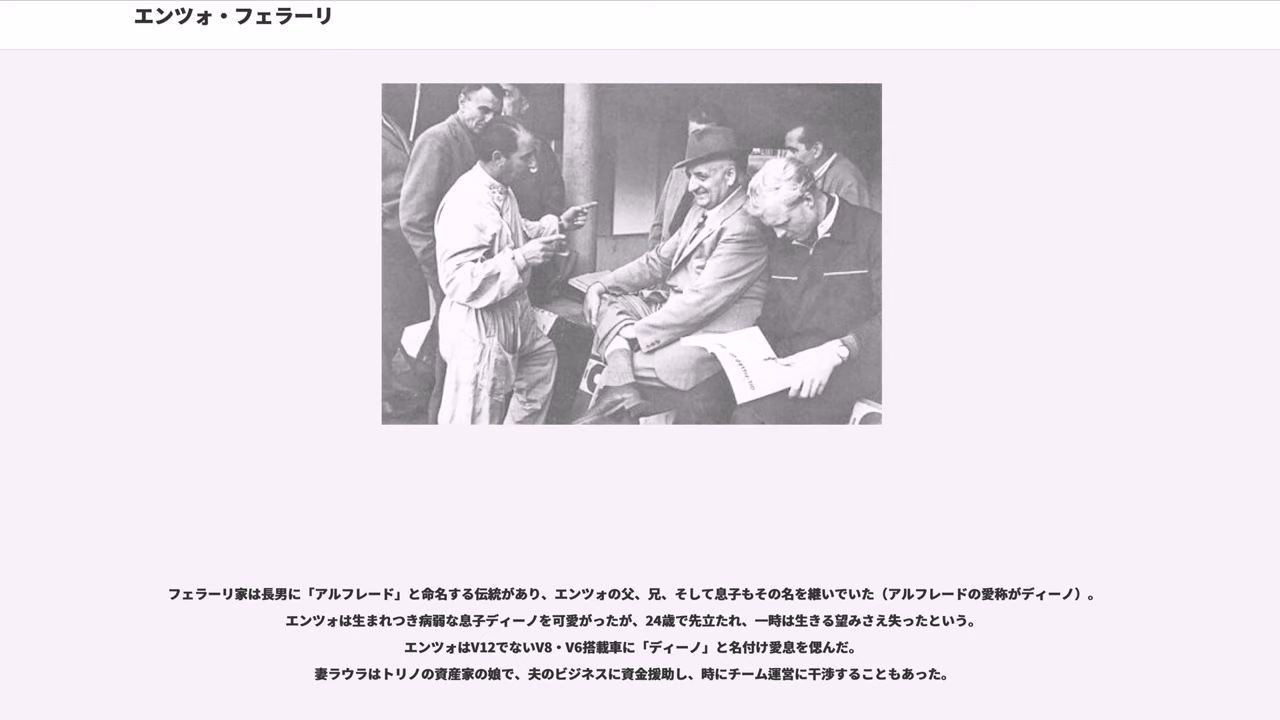 エンツォ・フェラーリ
フェラーリ家は長男に「アルフレード」と命名する伝統があり、エンツォの父、兄、そして息子もその名を継いでいた（アルフレードの愛称がディーノ）。
エンツォは生まれつき病弱な息子ディーノを可愛がったが、24歳で先立たれ、一時は生きる望みさえ失ったという。
エンツォはV12でないV8・V6搭載車に「ディーノ」と名付け愛息を偲んだ。
妻ラウラはトリノの資産家の娘で、夫のビジネスに資金援助し、時にチーム運営に干渉することもあった。